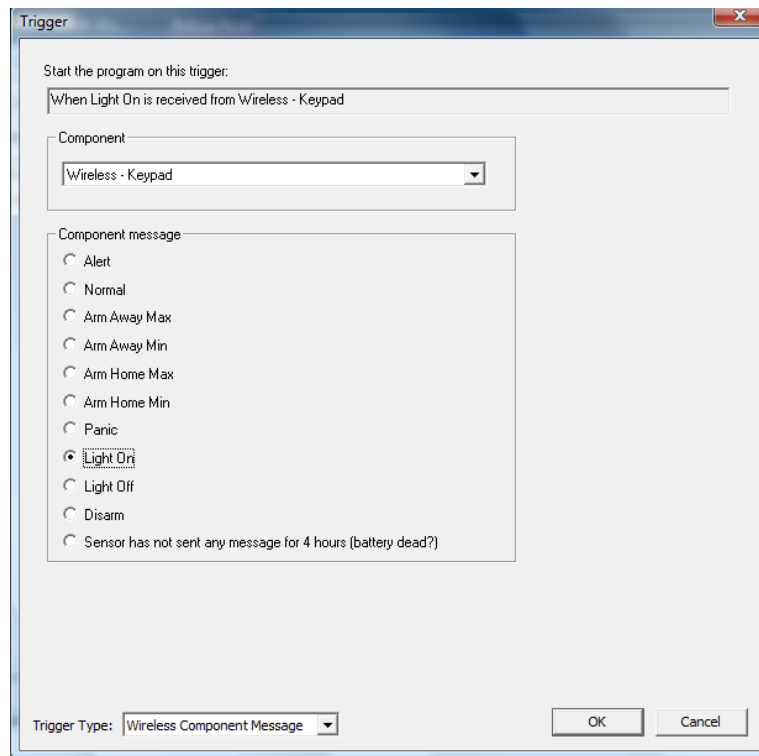 Trigger
Start the program on this trigger:
When Light On is received from Wireless - Keypad
Component
Wireless - Keypad
Component message
Alert
Normal
Arm Away Max
Arm Away Min
Arm Home Max
Arm Home Min
Panic
Light On
Light Off
Disarm
Sensor has not sent any message for 4 hours (battery dead?)
Trigger Type: Wireless Component Message OK Cancel